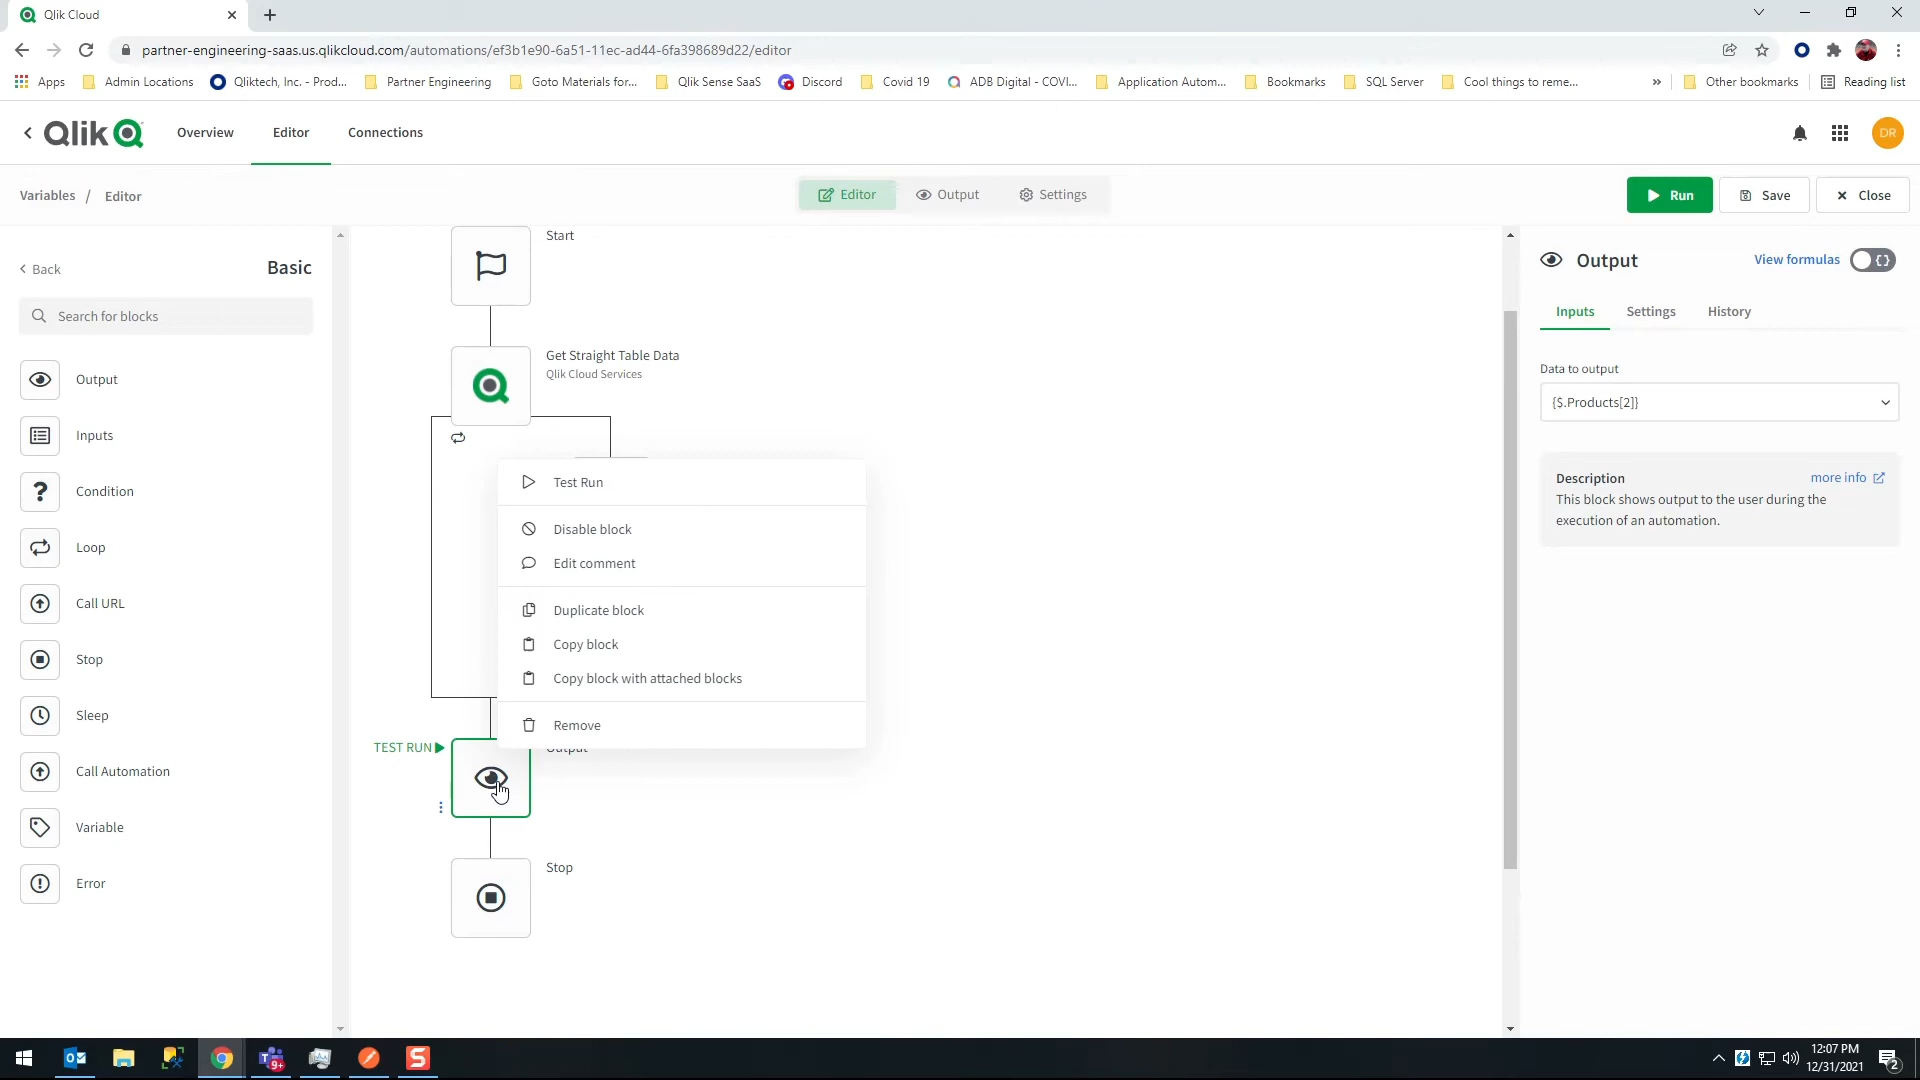 Qlik Cloud
partner-engineering-saas.us.qlikcloud.com/automations/ef3b1e90-6a51-11ec-ad44-6fa398689d22/editor
Apps Admin Locations Qliktech, Inc. - Prod... Partner Engineering Goto Materials for... Qlik Sense SaaS Discord Covid 19 ADB Digital - COVI... Application Autom... Bookmarks SQL Server Cool things to reme... » Other bookmarks Reading list
Qlik Overview Editor Connections DR
Variables / Editor Editor Output Settings Run Save Close
Start
Output View formulas {}
Back Basic
Search for blocks
Inputs Settings History
Get Straight Table Data
Qlik Cloud Services
Data to output
{$.Products[2]}
Output
Inputs
Condition
Loop
Call URL
Stop
Sleep
Call Automation
Variable
Error
Test Run
Disable block
Edit comment
Duplicate block
Copy block
Copy block with attached blocks
Remove
TEST RUN
Output
Stop
Description more info
This block shows output to the user during the
execution of an automation.
9+
12:07 PM
12/31/2021
2